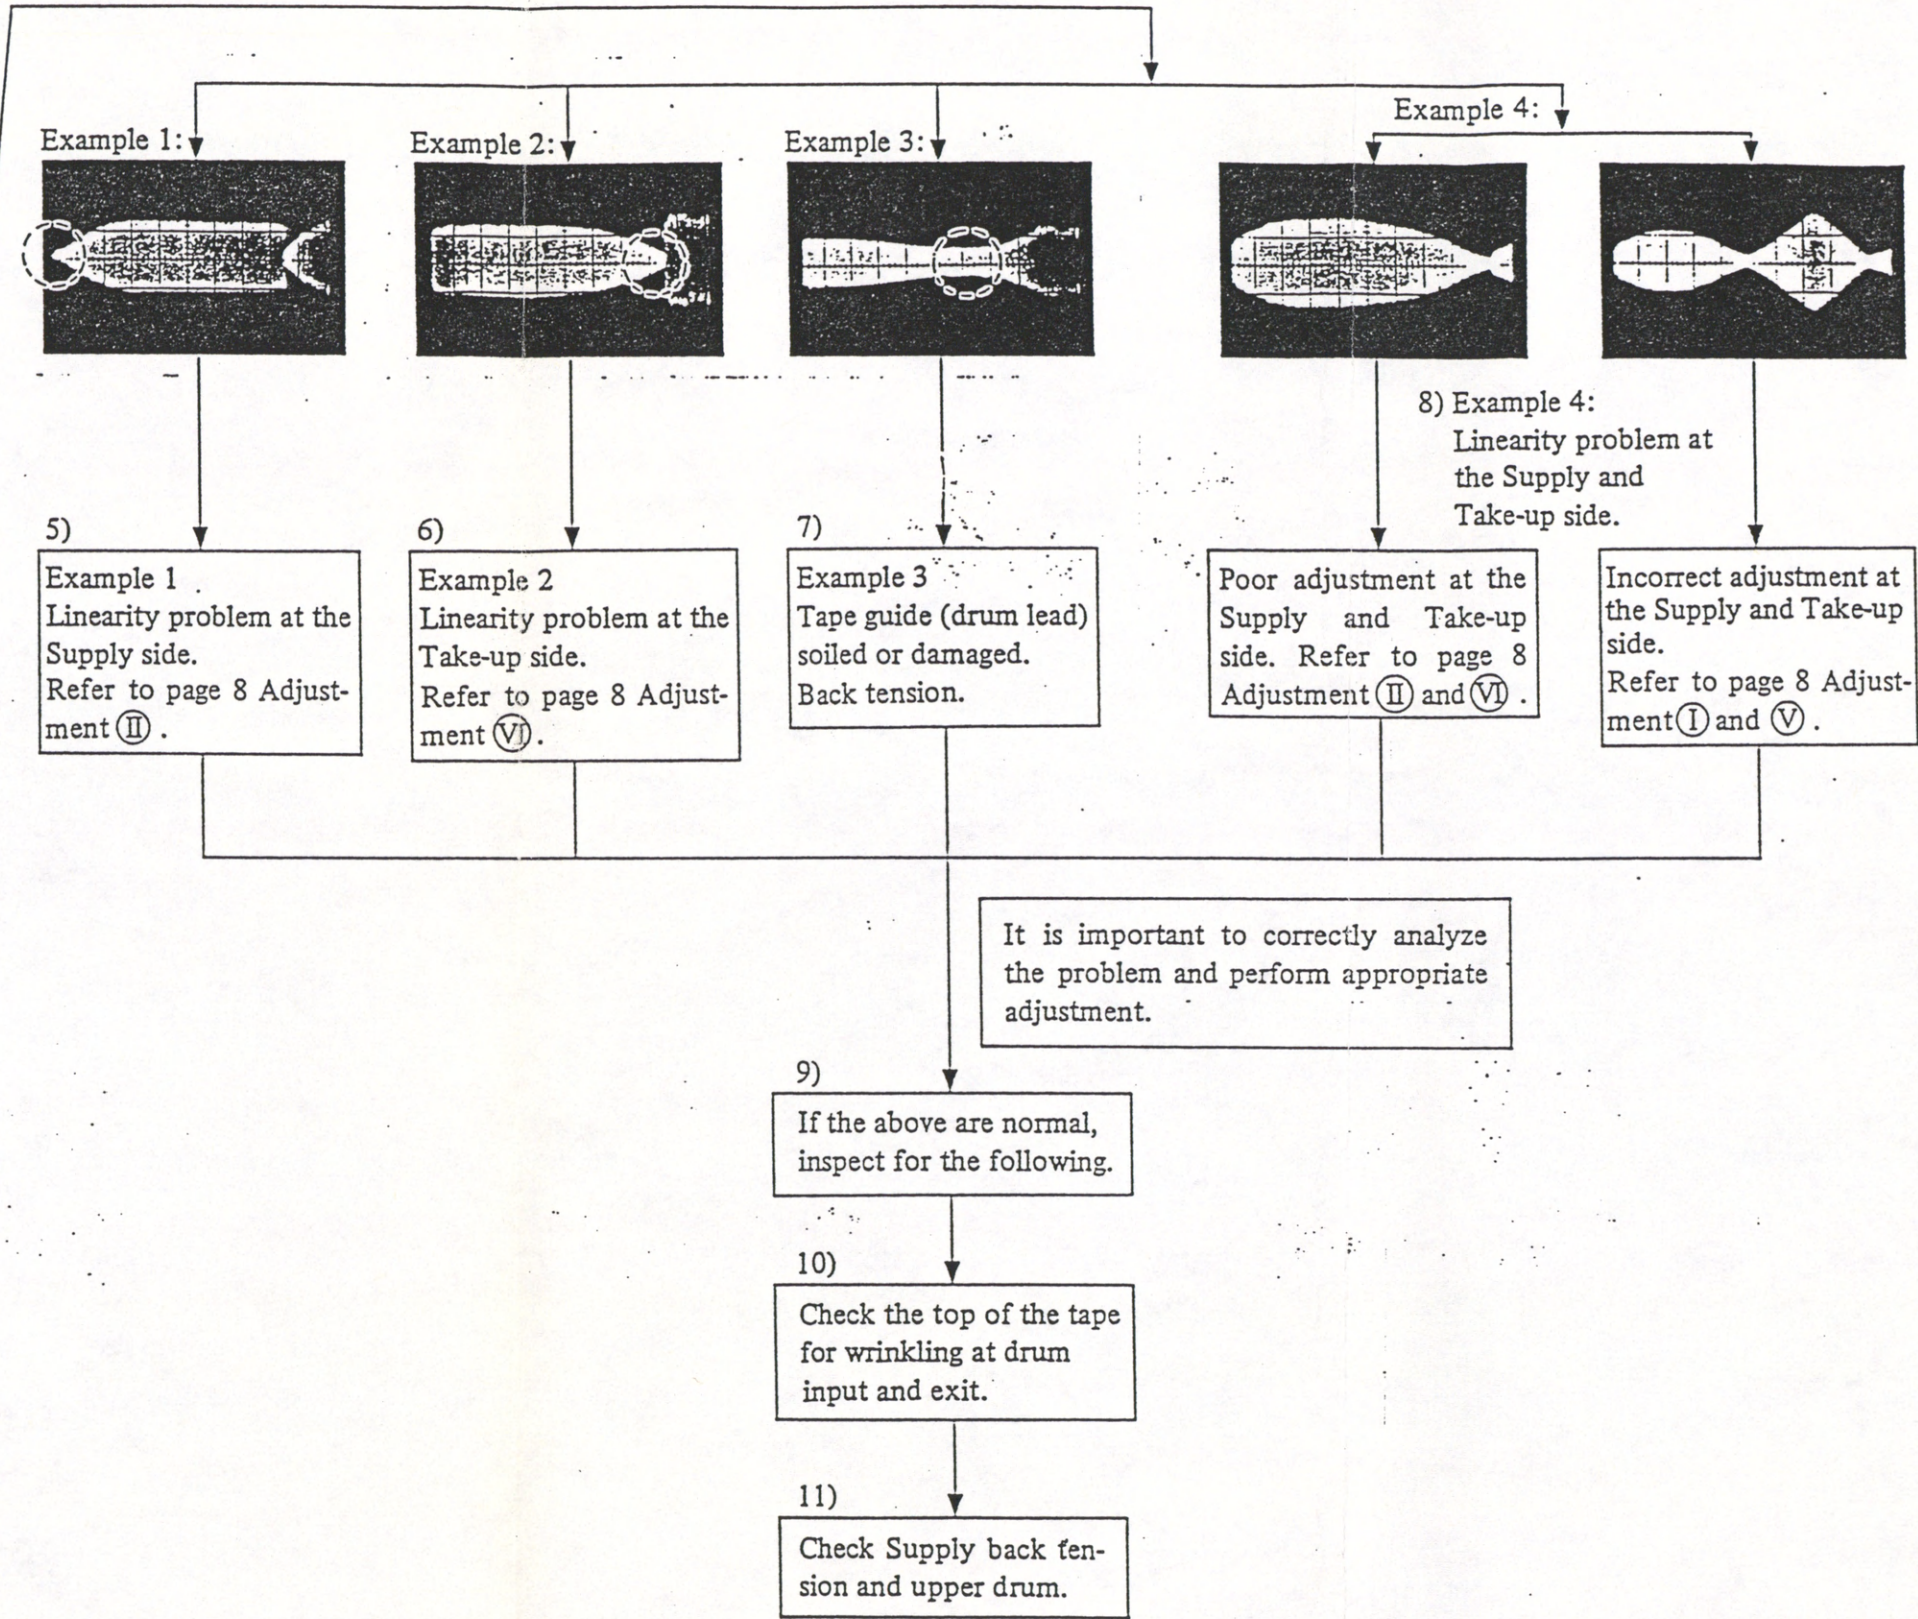 Example 1:
Example 2:
Example 3:
Example 4:
8) Example 4:
Linearity problem at
the Supply and
Take-up side.
5)
Example 1
Linearity problem at the
Supply side.
Refer to page 8 Adjust-
ment Ⅱ .
6)
Example 2
Linearity problem at the
Take-up side.
Refer to page 8 Adjust-
ment Ⅵ .
7)
Example 3
Tape guide (drum lead)
soiled or damaged.
Back tension.
Poor adjustment at the
Supply and Take-up
side. Refer to page 8
Adjustment Ⅱ and Ⅵ .
Incorrect adjustment at
the Supply and Take-up
side.
Refer to page 8 Adjust-
ment Ⅰ and Ⅴ .
It is important to correctly analyze
the problem and perform appropriate
adjustment.
9)
If the above are normal,
inspect for the following.
10)
Check the top of the tape
for wrinkling at drum
input and exit.
11)
Check Supply back ten-
sion and upper drum.